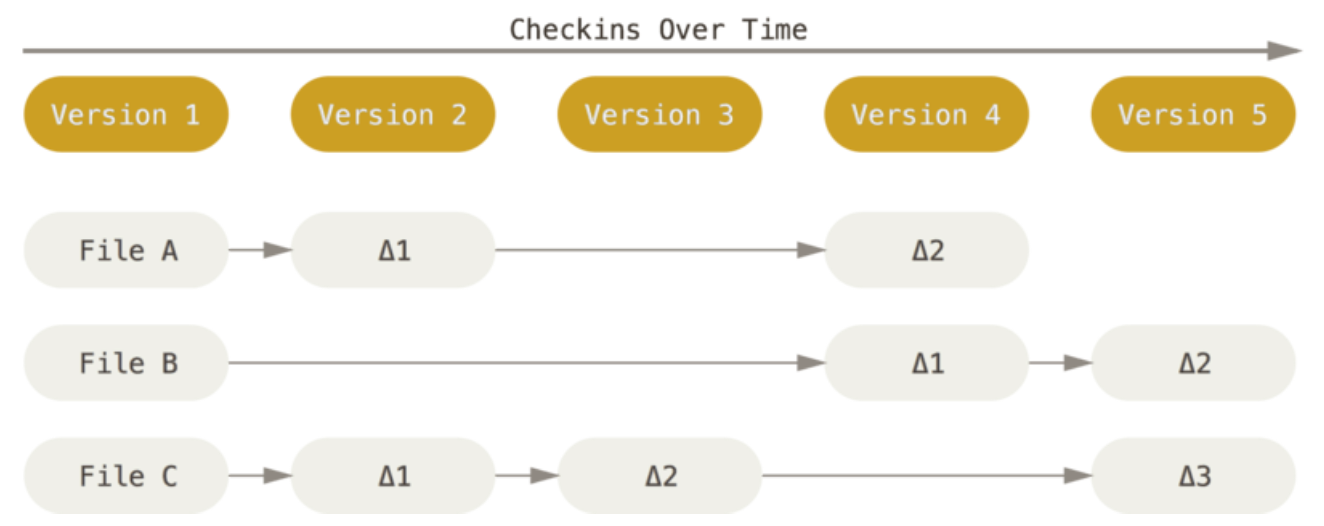 Checkins Over Time
Version 1 Version 2 Version 3 Version 4 Version 5
File A Δ1 Δ2
File B Δ1 Δ2
File C Δ1 Δ2 Δ3